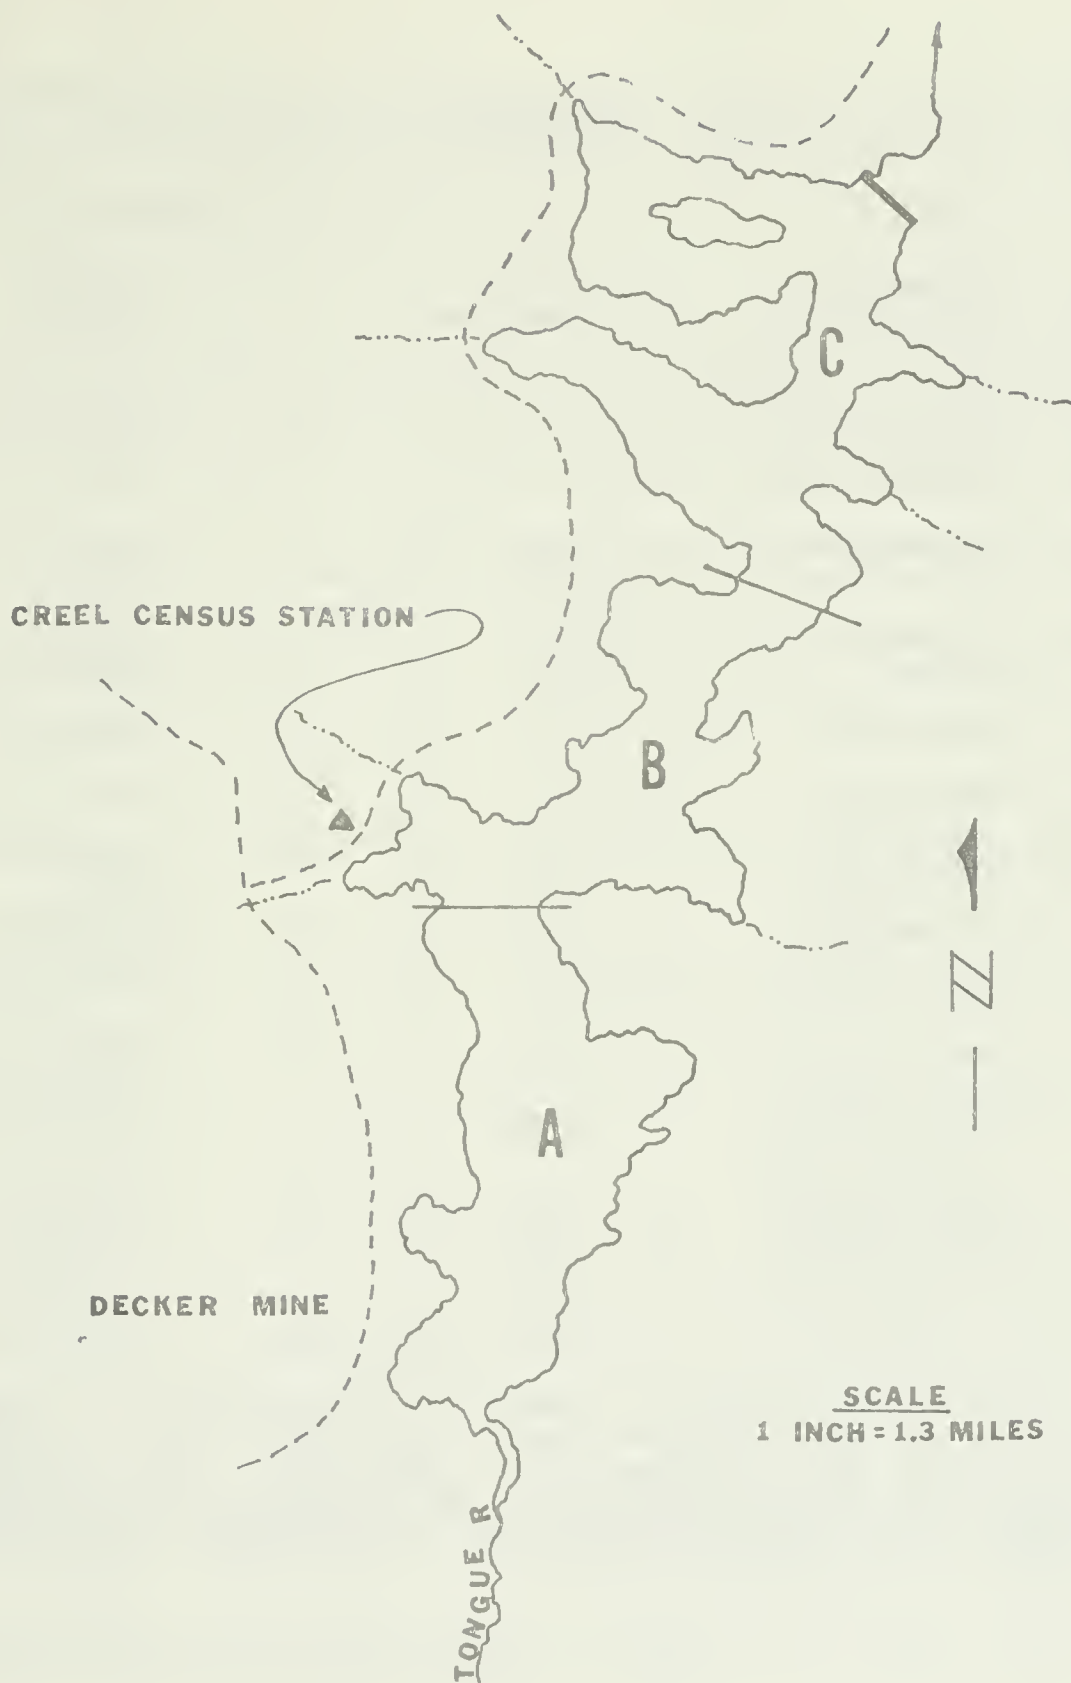 C
CREEL CENSUS STATION
B
N
A
DECKER MINE
SCALE
1 INCH = 1.3 MILES
TONGUE R